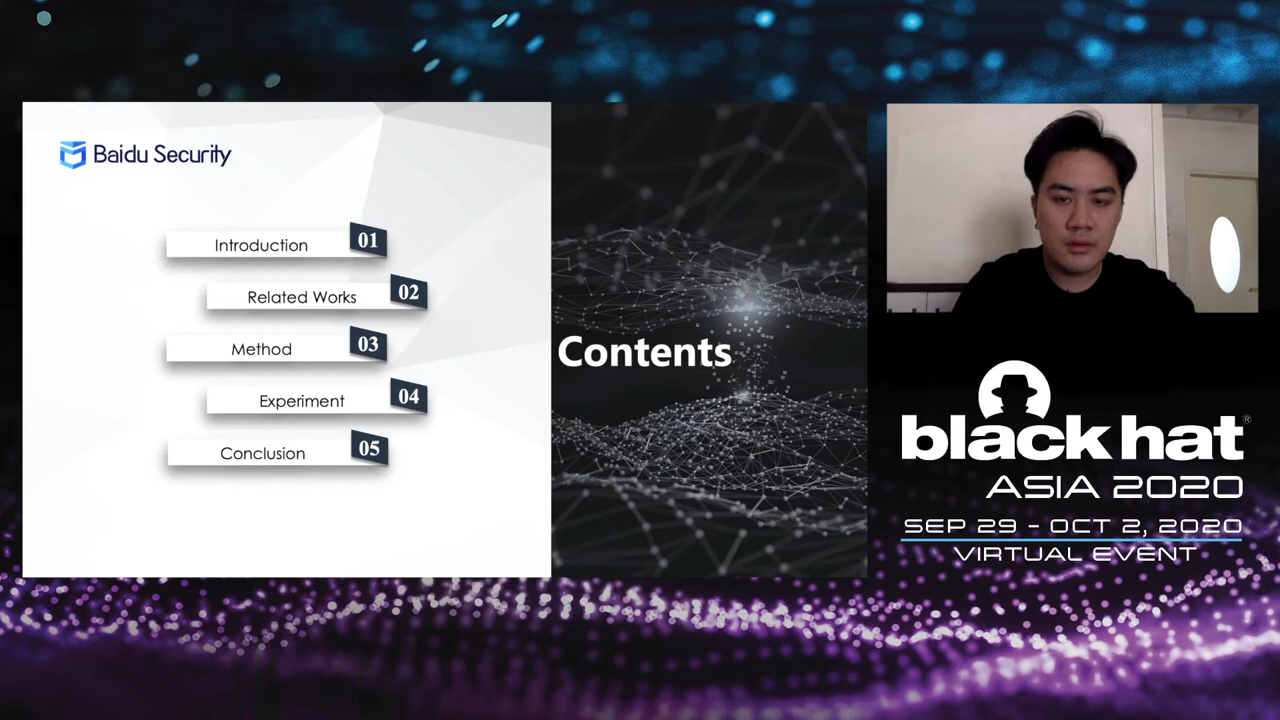 Baidu Security
Introduction 01
Related Works 02
Method 03
Experiment 04
Conclusion 05
Contents
black hat®
ASIA 2020
SEP 29 - OCT 2, 2020
VIRTUAL EVENT